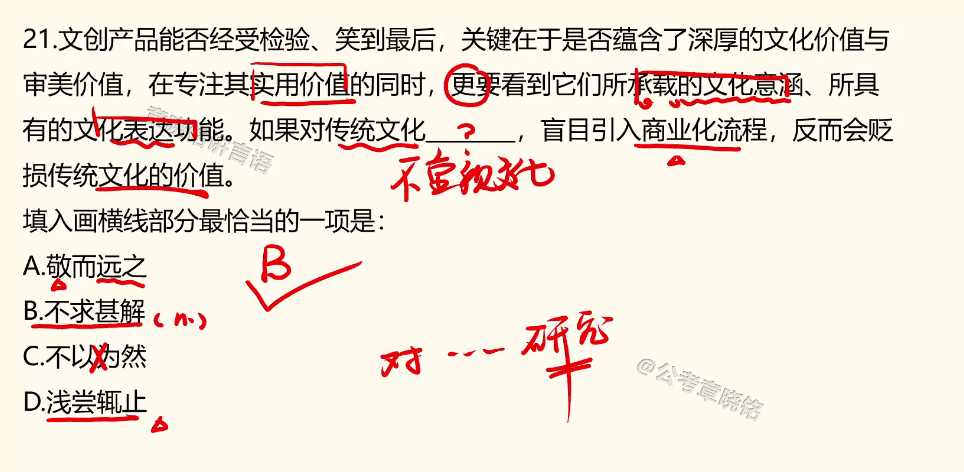 21.文创产品能否经受检验、笑到最后，关键在于是否蕴含了深厚的文化价值与
审美价值，在专注其实用价值的同时，更要看到它们所承载的文化意涵、所具
有的文化表达功能。如果对传统文化______，盲目引入商业化流程，反而会贬
?
损传统文化的价值。
不重视文化
填入画横线部分最恰当的一项是：
A.敬而远之
B
B.不求甚解
(n.)
对……研究
C.不以为然
@公考章晓铭
D.浅尝辄止